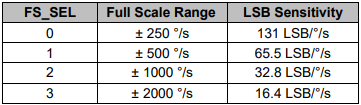 FS_SEL Full Scale Range LSB Sensitivity
0 ± 250 °/s 131 LSB/°/s
1 ± 500 °/s 65.5 LSB/°/s
2 ± 1000 °/s 32.8 LSB/°/s
3 ± 2000 °/s 16.4 LSB/°/s